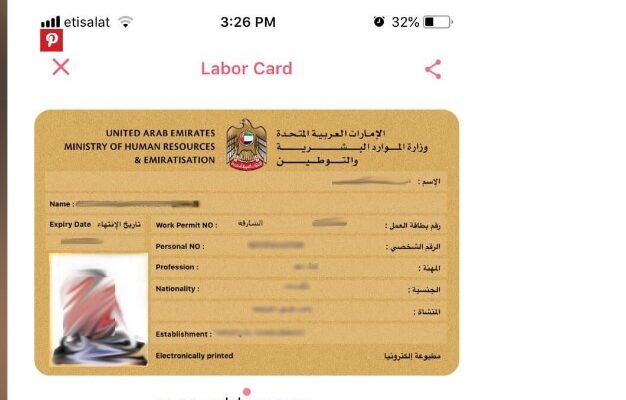 etisalat 3:26 PM 32%
Labor Card
UNITED ARAB EMIRATES
MINISTRY OF HUMAN RESOURCES
& EMIRATISATION
الإمارات العربية المتحدة
وزارة الموارد البشرية
والتوطين
الإسم :
Name :
Expiry Date تاريخ الإنتهاء
Work Permit NO : الشارقة رقم بطاقة العمل :
Personal NO : الرقم الشخصي :
Profession : المهنة :
Nationality : الجنسية :
المنشاة :
Establishment :
Electronically printed مطبوعة إلكترونيا